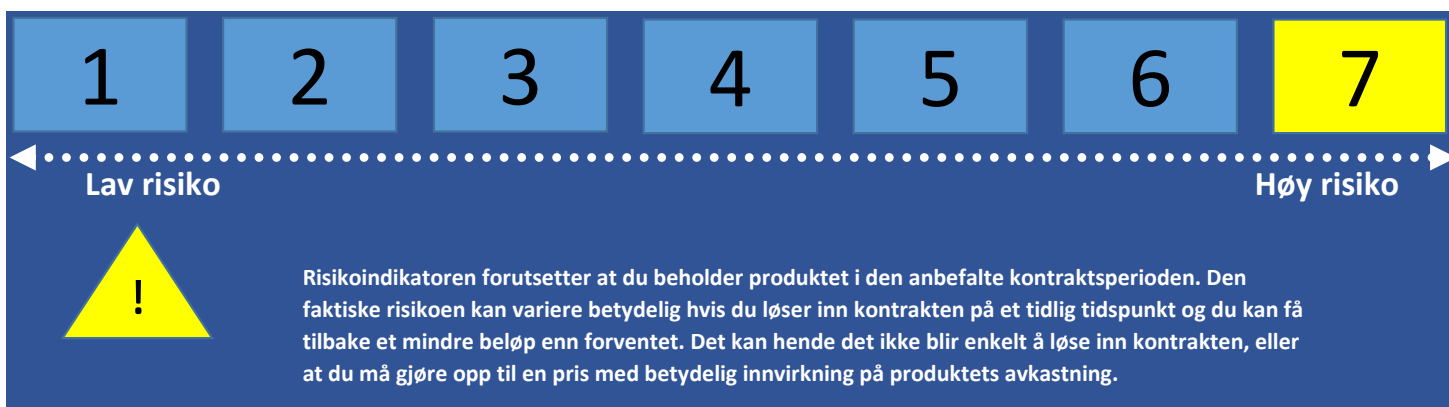 1 2 3 4 5 6 7
Lav risiko Høy risiko
!
Risikoindikatoren forutsetter at du beholder produktet i den anbefalte kontraktsperioden. Den
faktiske risikoen kan variere betydelig hvis du løser inn kontrakten på et tidlig tidspunkt og du kan få
tilbake et mindre beløp enn forventet. Det kan hende det ikke blir enkelt å løse inn kontrakten, eller
at du må gjøre opp til en pris med betydelig innvirkning på produktets avkastning.